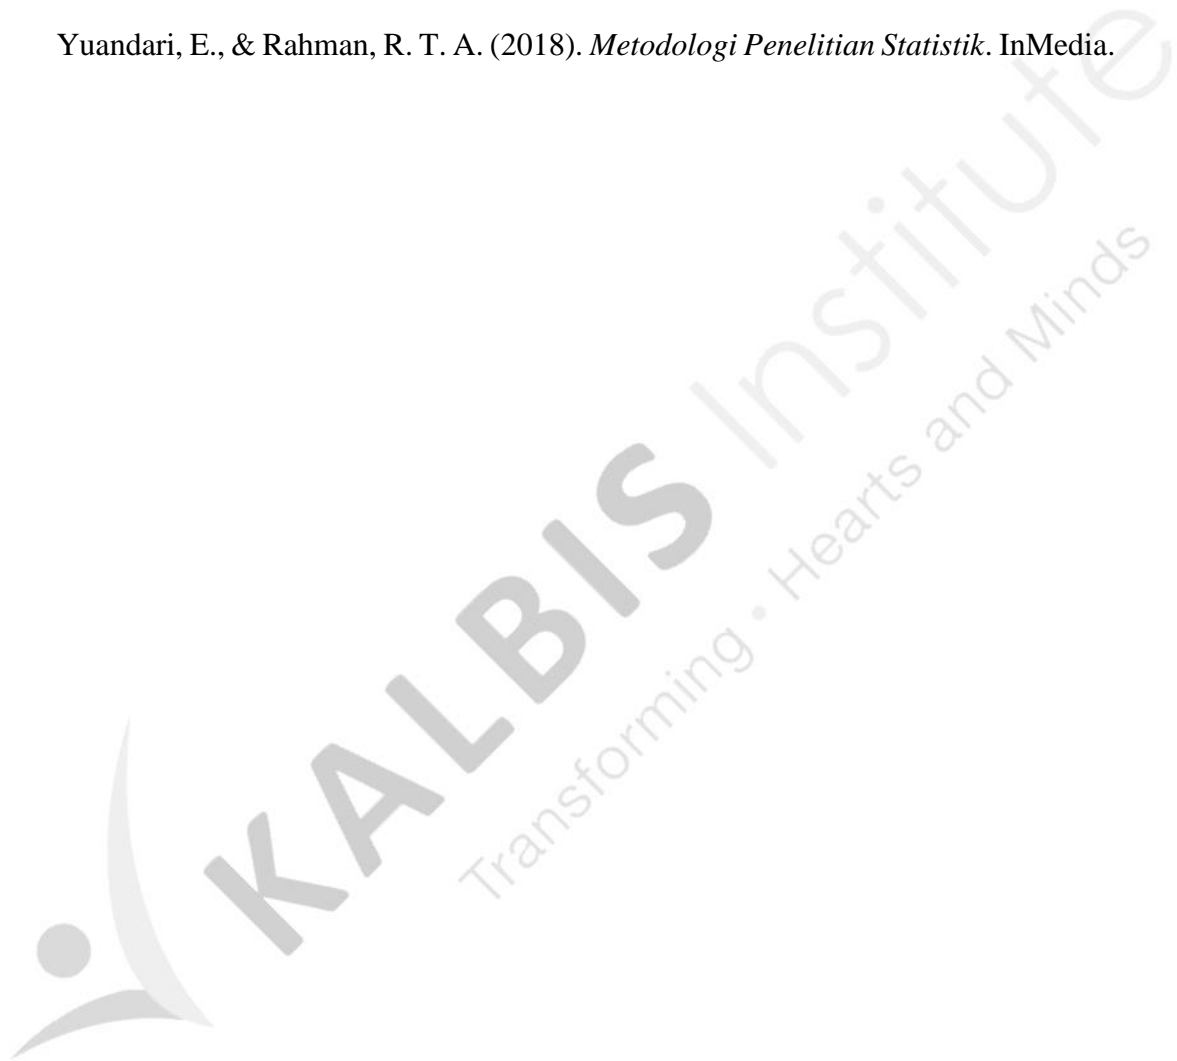 Yuandari, E., & Rahman, R. T. A. (2018). Metodologi Penelitian Statistik. InMedia.
KALBIS Institute
Transforming • Hearts and Minds